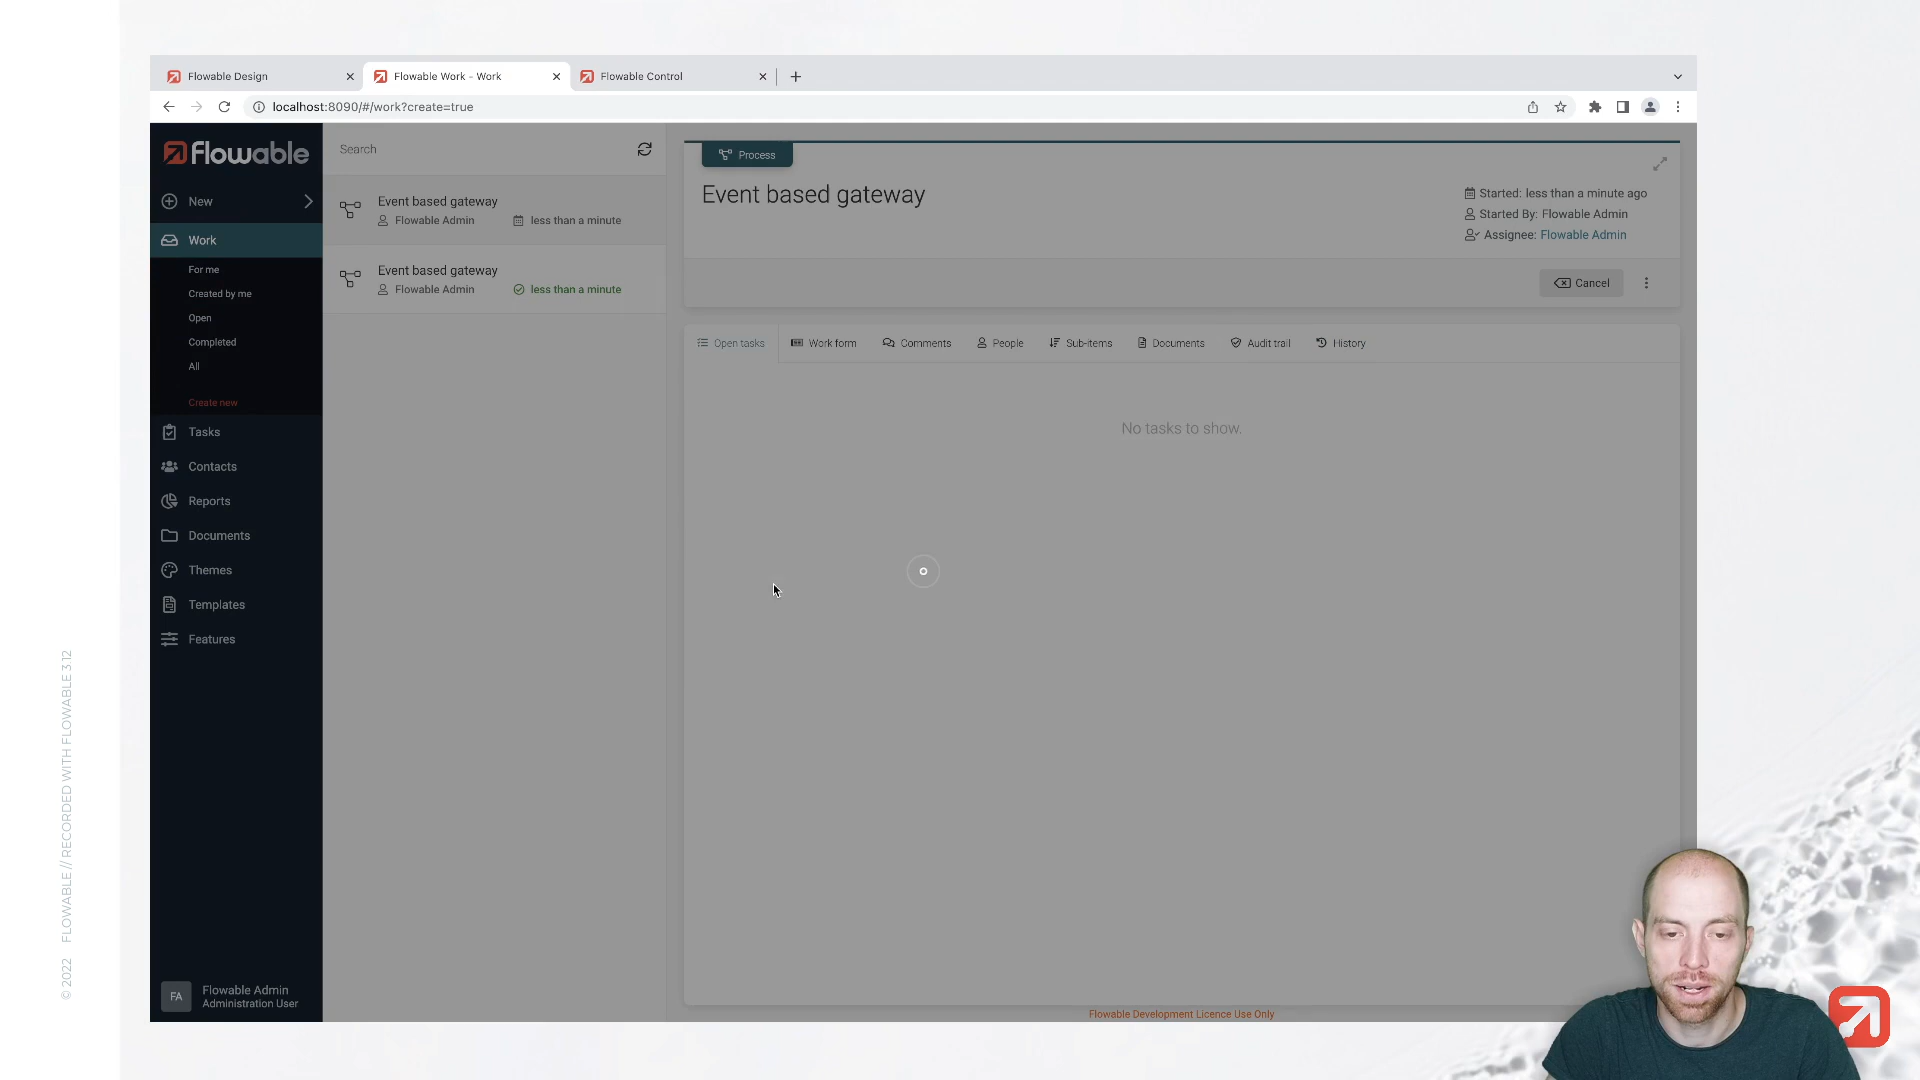 Flowable Design
Flowable Work - Work
Flowable Control
localhost:8090/#/work?create=true
Flowable
New
Work
For me
Created by me
Open
Completed
All
Create new
Tasks
Contacts
Reports
Documents
Themes
Templates
Features
FA
Flowable Admin
Administration User
Search
Event based gateway
Flowable Admin
less than a minute
Event based gateway
Flowable Admin
less than a minute
Process
Event based gateway
Started: less than a minute ago
Started By: Flowable Admin
Assignee: Flowable Admin
Cancel
Open tasks
Work form
Comments
People
Sub-items
Documents
Audit trail
History
No tasks to show.
Flowable Development Licence Use Only
© 2022 FLOWABLE // RECORDED WITH FLOWABLE 3.12